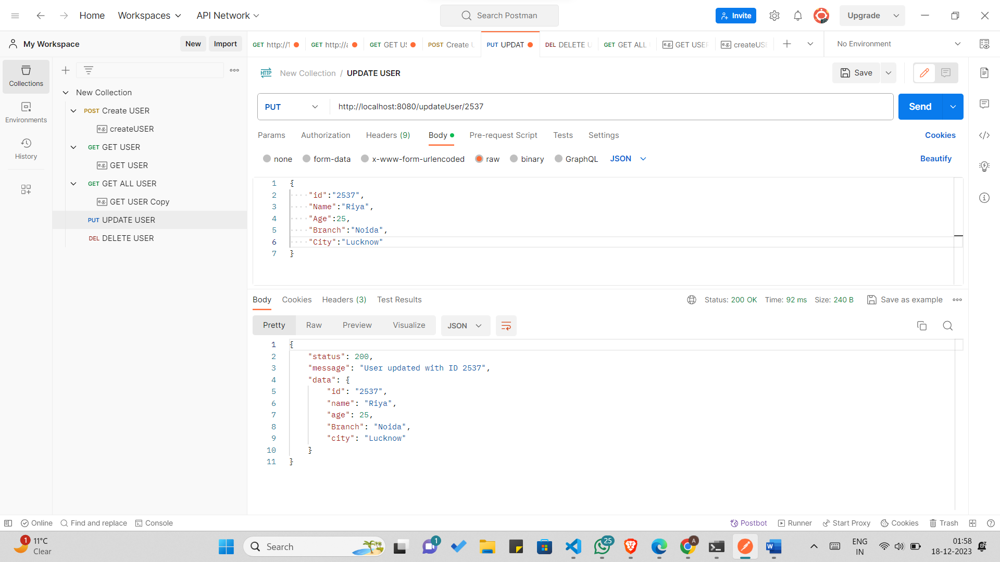 Home Workspaces API Network Search Postman Invite Upgrade
My Workspace New Import GET http://1 GET http://a GET GET US POST Create U PUT UPDAT DEL DELETE U GET GET ALL e.g. GET USER e.g. createUSE No Environment
Collections
Environments
History
New Collection
POST Create USER
e.g. createUSER
GET GET USER
e.g. GET USER
GET GET ALL USER
e.g. GET USER Copy
PUT UPDATE USER
DEL DELETE USER
HTTP New Collection / UPDATE USER Save
PUT http://localhost:8080/updateUser/2537 Send
Params Authorization Headers (9) Body Pre-request Script Tests Settings Cookies
none form-data x-www-form-urlencoded raw binary GraphQL JSON Beautify
1 {
2 "id":"2537",
3 "Name":"Riya",
4 "Age":25,
5 "Branch":"Noida",
6 "City":"Lucknow"
7 }
Body Cookies Headers (3) Test Results Status: 200 OK Time: 92 ms Size: 240 B Save as example
Pretty Raw Preview Visualize JSON
1 {
2 "status": 200,
3 "message": "User updated with ID 2537",
4 "data": {
5 "id": "2537",
6 "name": "Riya",
7 "age": 25,
8 "Branch": "Noida",
9 "city": "Lucknow"
10 }
11 }
Online Find and replace Console Postbot Runner Start Proxy Cookies Trash
1 11°C
Clear
Search 1 25 A
ENG
IN
01:58
18-12-2023